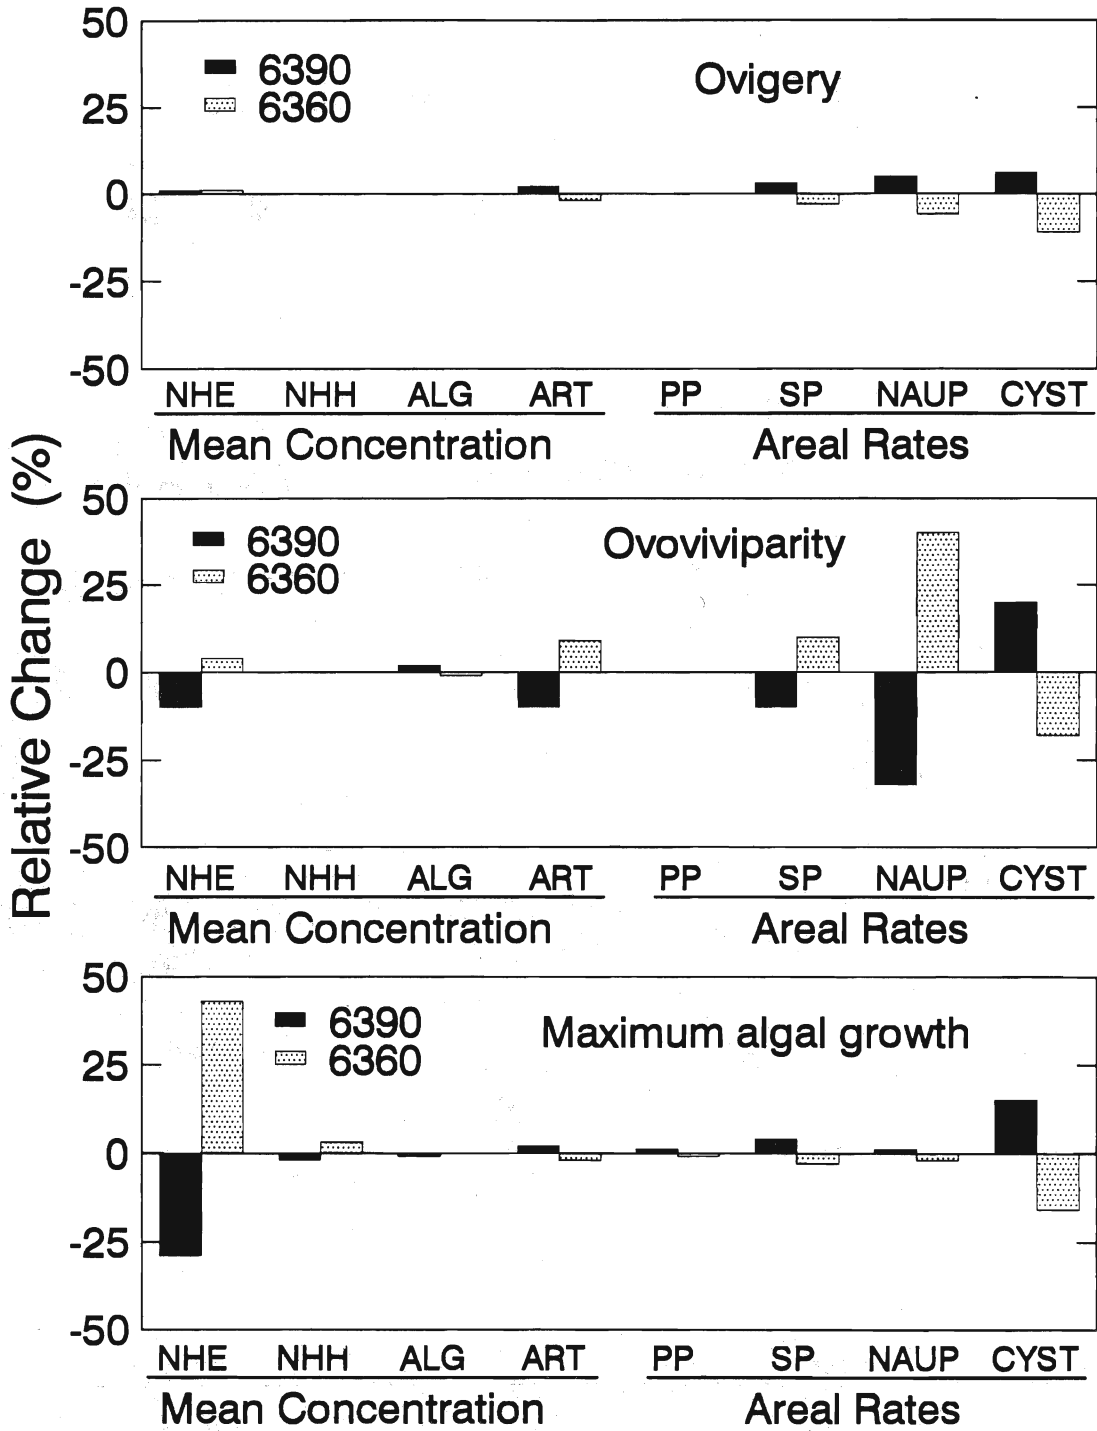 Relative Change (%)
50
25
0
-25
-50
6390
6360
Ovigery
NHE NHH ALG ART PP SP NAUP CYST
Mean Concentration Areal Rates
50
25
0
-25
-50
6390
6360
Ovoviviparity
NHE NHH ALG ART PP SP NAUP CYST
Mean Concentration Areal Rates
50
25
0
-25
-50
6390
6360
Maximum algal growth
NHE NHH ALG ART PP SP NAUP CYST
Mean Concentration Areal Rates